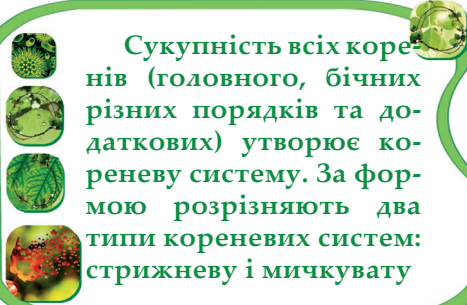 Сукупність всіх коре-
нів (головного, бічних
різних порядків та до-
даткових) утворює ко-
реневу систему. За фор-
мою розрізняють два
типи кореневих систем:
стрижневу і мичкувату